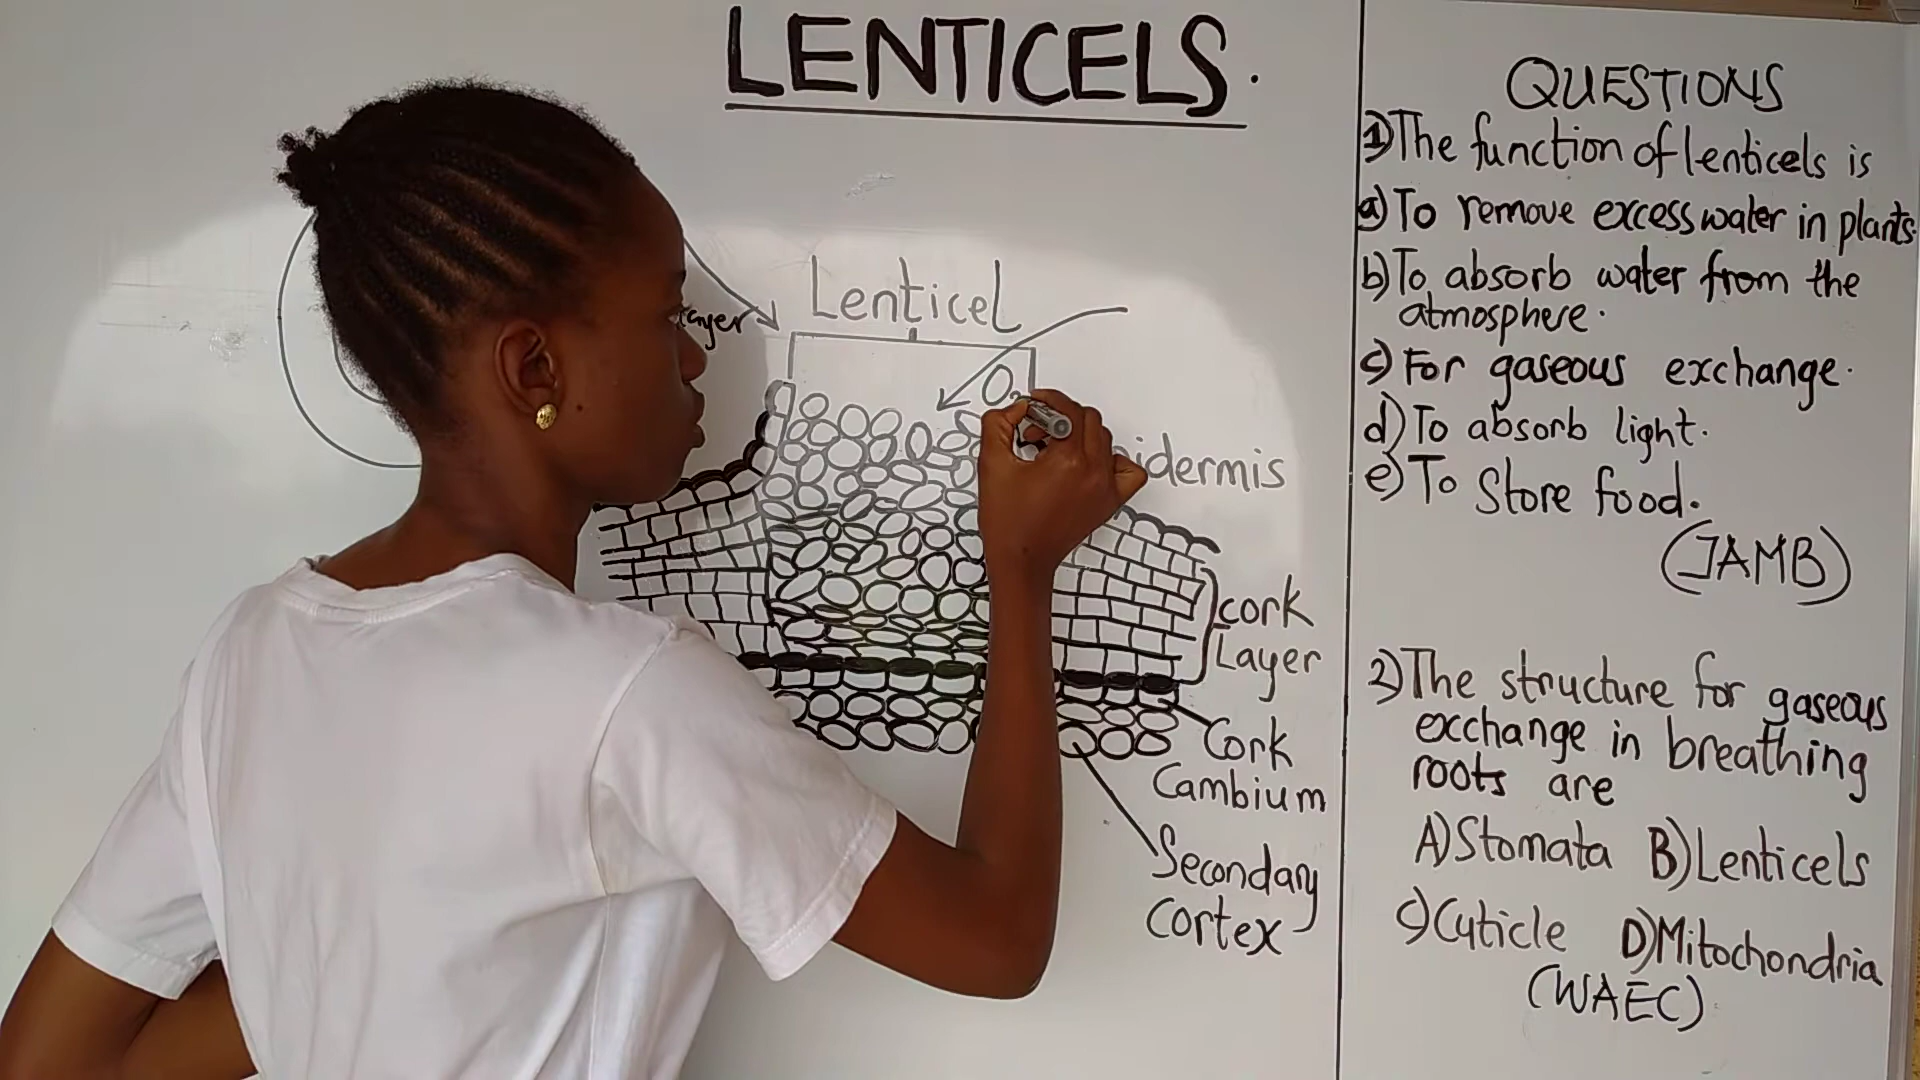 LENTICELS.
Lenticel
O₂
cork
Layer
Cork
Cambium
Secondary
Cortex
QUESTIONS
1) The function of lenticels is
a) To remove excess water in plants.
b) To absorb water from the
atmosphere.
c) For gaseous exchange.
d) To absorb light.
e) To Store food.
(JAMB)
2) The structure for gaseous
exchange in breathing
roots are
A) Stomata B) Lenticels
C) Cuticle D) Mitochondria
(WAEC)